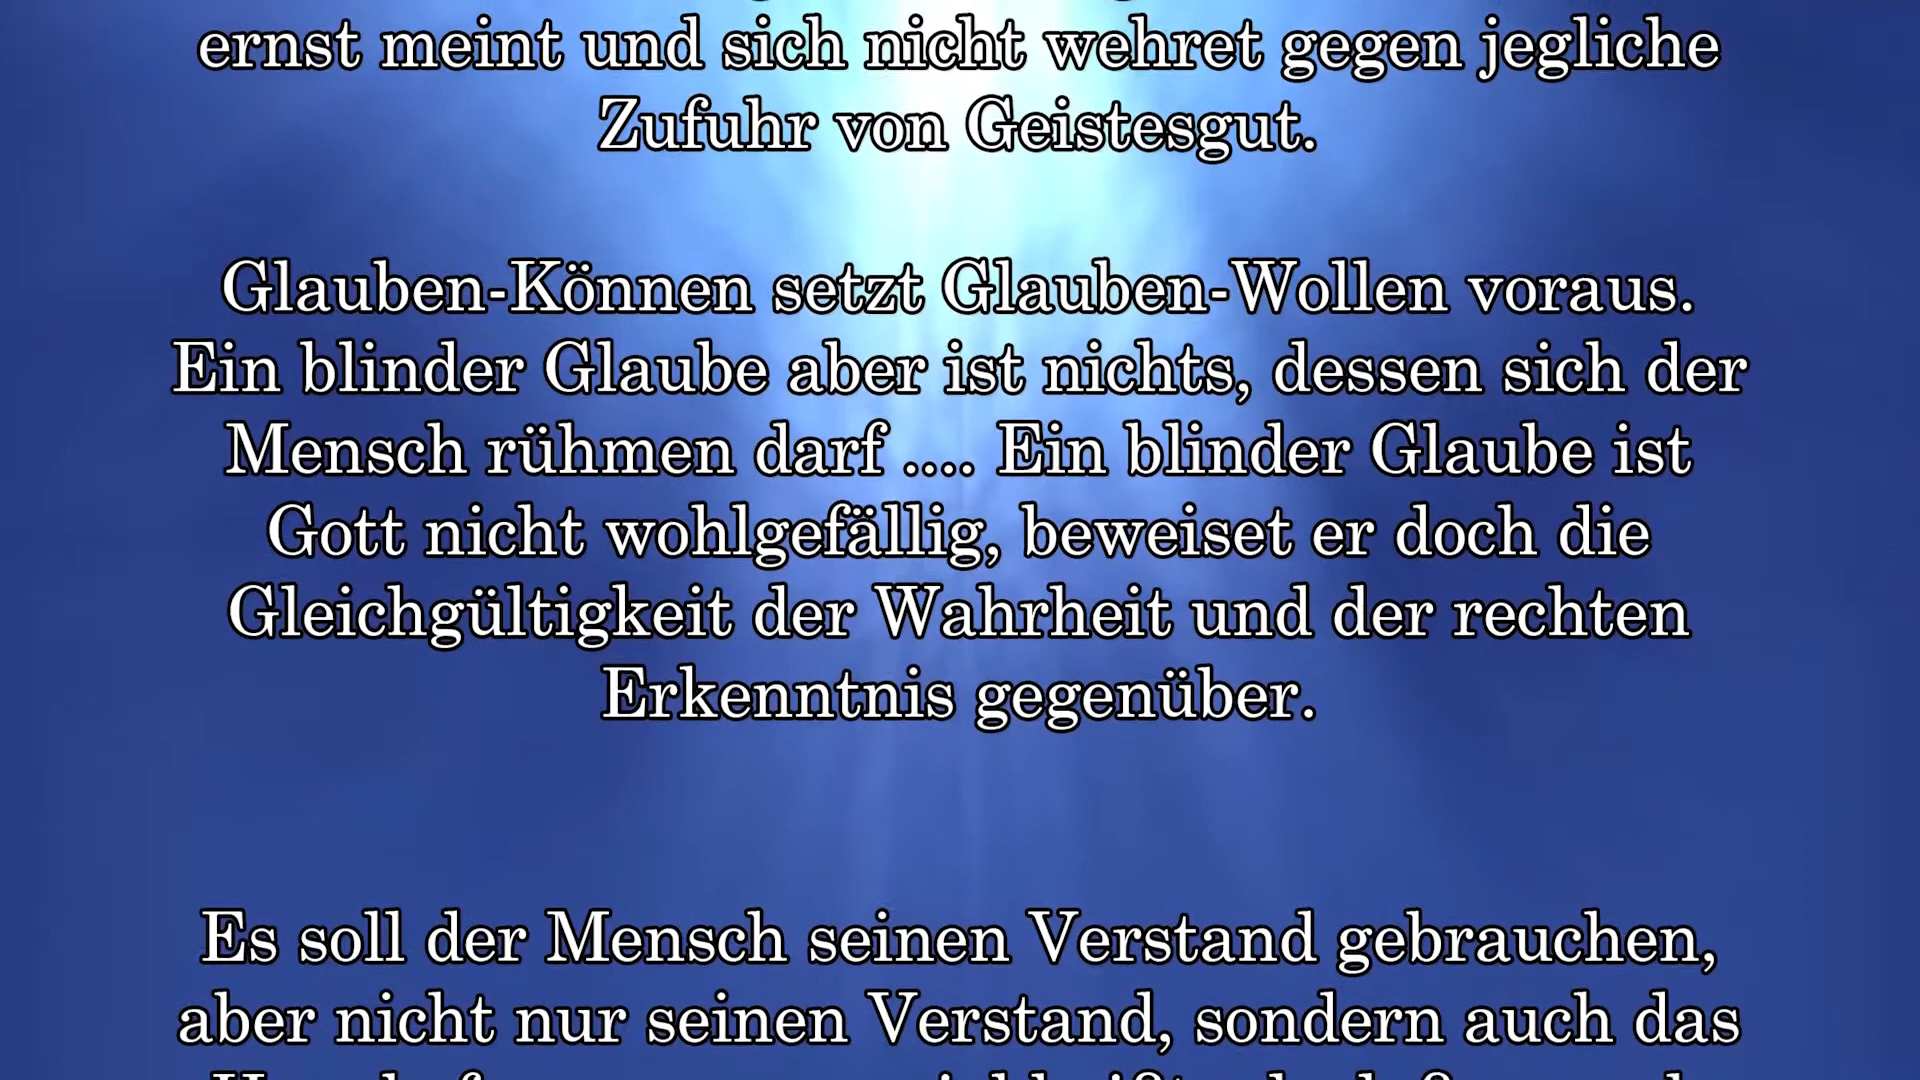 ernst meint und sich nicht wehret gegen jegliche
Zufuhr von Geistesgut.
Glauben-Können setzt Glauben-Wollen voraus.
Ein blinder Glaube aber ist nichts, dessen sich der
Mensch rühmen darf .... Ein blinder Glaube ist
Gott nicht wohlgefällig, beweiset er doch die
Gleichgültigkeit der Wahrheit und der rechten
Erkenntnis gegenüber.
Es soll der Mensch seinen Verstand gebrauchen,
aber nicht nur seinen Verstand, sondern auch das